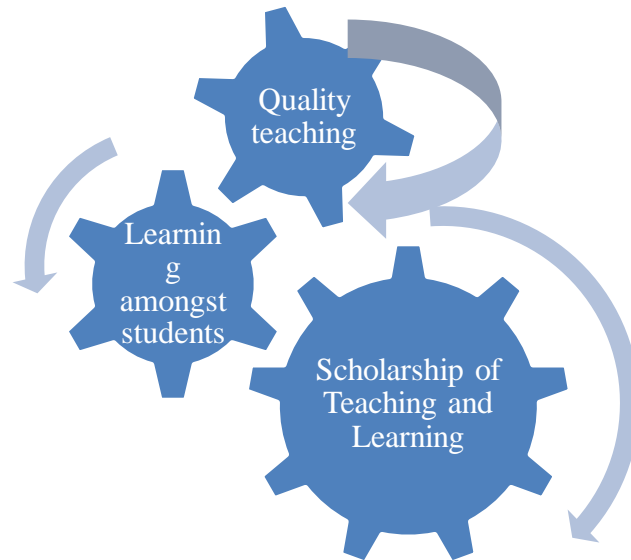 Quality
teaching
Learnin
g
amongst
students
Scholarship of
Teaching and
Learning